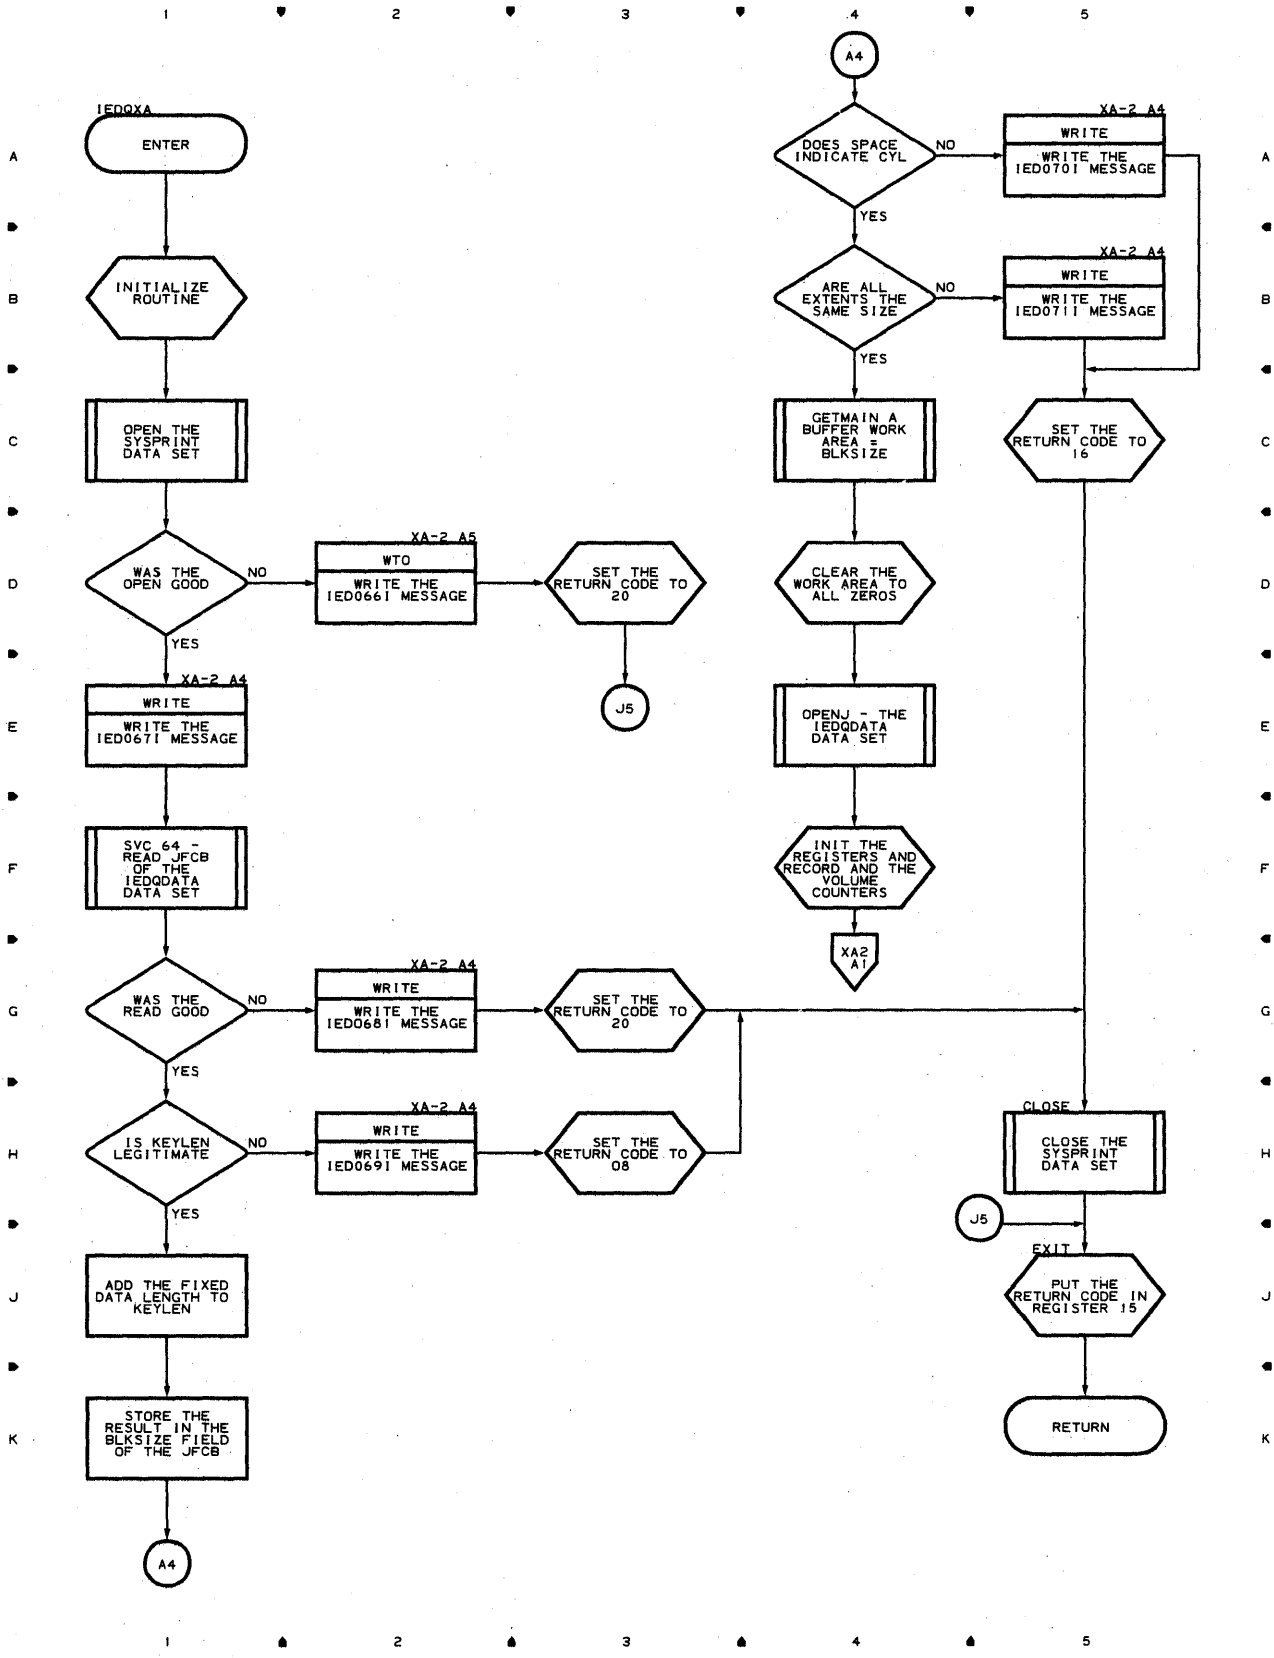 1 2 3 4 5
A4
IEDQXA
ENTER
A
DOES SPACE
INDICATE CYL
NO
YES
XA-2 A4
WRITE
WRITE THE
IED070I MESSAGE
A
B
INITIALIZE
ROUTINE
ARE ALL
EXTENTS THE
SAME SIZE
NO
YES
XA-2 A4
WRITE
WRITE THE
IED071I MESSAGE
B
C
OPEN THE
SYSPRINT
DATA SET
GETMAIN A
BUFFER WORK
AREA =
BLKSIZE
SET THE
RETURN CODE TO
16
C
D
WAS THE
OPEN GOOD
NO
YES
XA-2 A5
WTO
WRITE THE
IED066I MESSAGE
SET THE
RETURN CODE TO
20
CLEAR THE
WORK AREA TO
ALL ZEROS
D
E
XA-2 A4
WRITE
WRITE THE
IED067I MESSAGE
J5
OPENJ - THE
IEDQDATA
DATA SET
E
F
SVC 64 -
READ JFCB
OF THE
IEDQDATA
DATA SET
INIT THE
REGISTERS AND
RECORD AND THE
VOLUME
COUNTERS
F
XA2
A1
G
WAS THE
READ GOOD
NO
YES
XA-2 A4
WRITE
WRITE THE
IED068I MESSAGE
SET THE
RETURN CODE TO
20
G
H
IS KEYLEN
LEGITIMATE
NO
YES
XA-2 A4
WRITE
WRITE THE
IED069I MESSAGE
SET THE
RETURN CODE TO
08
CLOSE
CLOSE THE
SYSPRINT
DATA SET
H
J5
J
ADD THE FIXED
DATA LENGTH TO
KEYLEN
EXIT
PUT THE
RETURN CODE IN
REGISTER 15
J
K
STORE THE
RESULT IN THE
BLKSIZE FIELD
OF THE JFCB
RETURN
K
A4
1 2 3 4 5